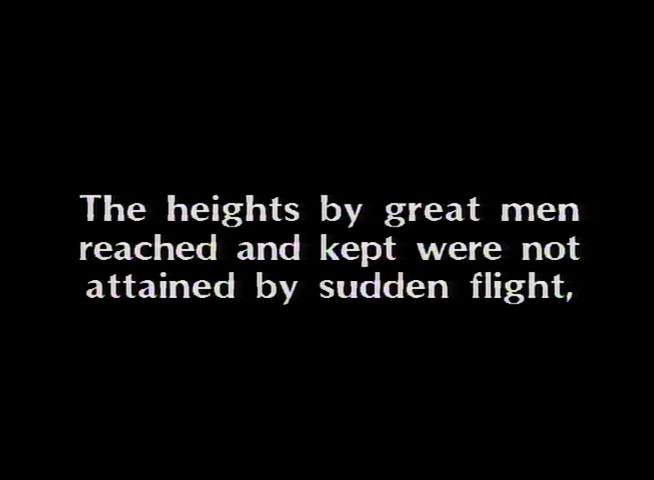 The heights by great men
reached and kept were not
attained by sudden flight,